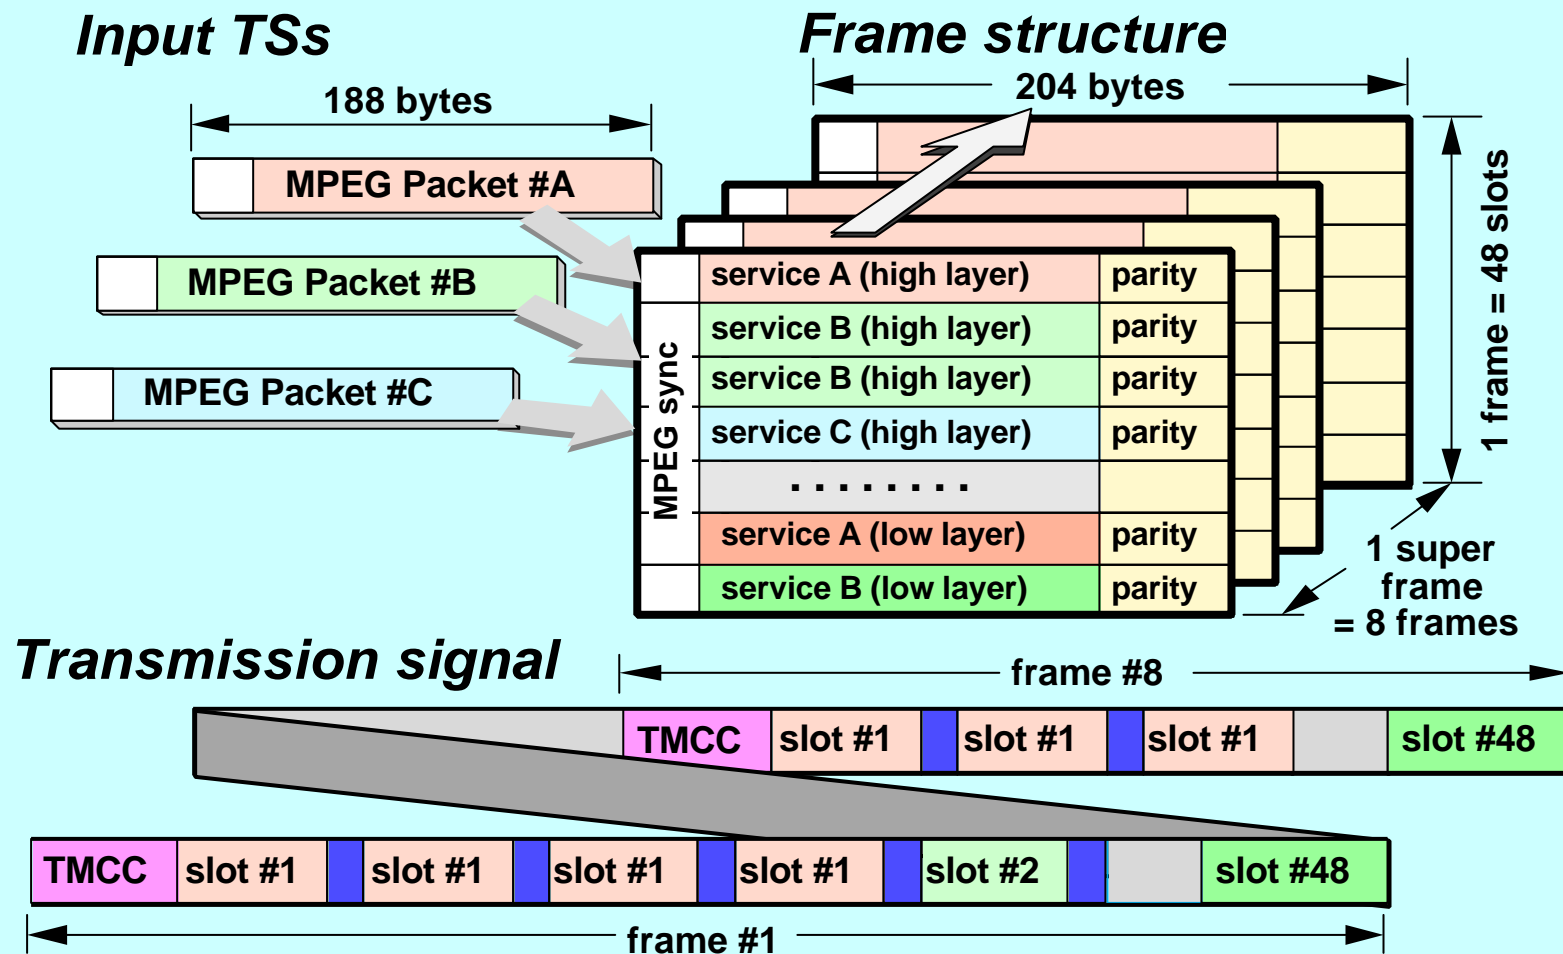 Input TSs
Frame structure
188 bytes
204 bytes
MPEG Packet #A
MPEG Packet #B
MPEG Packet #C
MPEG sync
service A (high layer) parity
service B (high layer) parity
service B (high layer) parity
service C (high layer) parity
. . . . . . . .
service A (low layer) parity
service B (low layer) parity
1 frame = 48 slots
1 super
frame
= 8 frames
Transmission signal
frame #8
TMCC slot #1 slot #1 slot #1 slot #48
TMCC slot #1 slot #1 slot #1 slot #1 slot #2 slot #48
frame #1